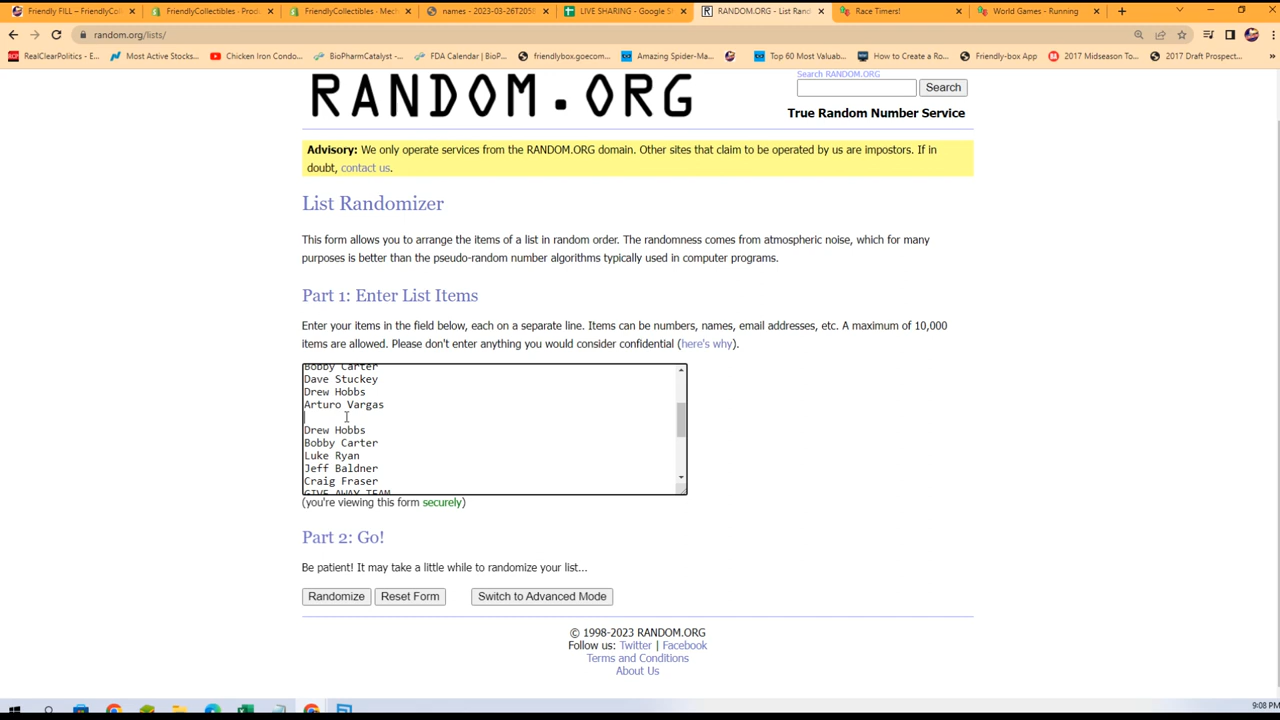 Friendly FILL – FriendlyColl
FriendlyCollectibles - Prod
FriendlyCollectibles - Mech
names - 2023-03-26T2058
LIVE SHARING - Google S
RANDOM.ORG - List Rand
Race Timers!
World Games - Running
random.org/lists/
RealClearPolitics - E...
Most Active Stocks...
Chicken Iron Condo...
BioPharmCatalyst -...
FDA Calendar | BioP...
friendlybox.goecom...
Amazing Spider-Ma...
Top 60 Most Valuab...
How to Create a Ro...
Friendly-box App
2017 Midseason To...
2017 Draft Prospect...
RANDOM.ORG
Search RANDOM.ORG
Search
True Random Number Service
Advisory: We only operate services from the RANDOM.ORG domain. Other sites that claim to be operated by us are impostors. If in
doubt, contact us.
List Randomizer
This form allows you to arrange the items of a list in random order. The randomness comes from atmospheric noise, which for many
purposes is better than the pseudo-random number algorithms typically used in computer programs.
Part 1: Enter List Items
Enter your items in the field below, each on a separate line. Items can be numbers, names, email addresses, etc. A maximum of 10,000
items are allowed. Please don't enter anything you would consider confidential (here's why).
Bobby Carter
Dave Stuckey
Drew Hobbs
Arturo Vargas
Drew Hobbs
Bobby Carter
Luke Ryan
Jeff Baldner
Craig Fraser
GIVE AWAY TEAM
(you're viewing this form securely)
Part 2: Go!
Be patient! It may take a little while to randomize your list...
Randomize
Reset Form
Switch to Advanced Mode
© 1998-2023 RANDOM.ORG
Follow us: Twitter | Facebook
Terms and Conditions
About Us
9:08 PM